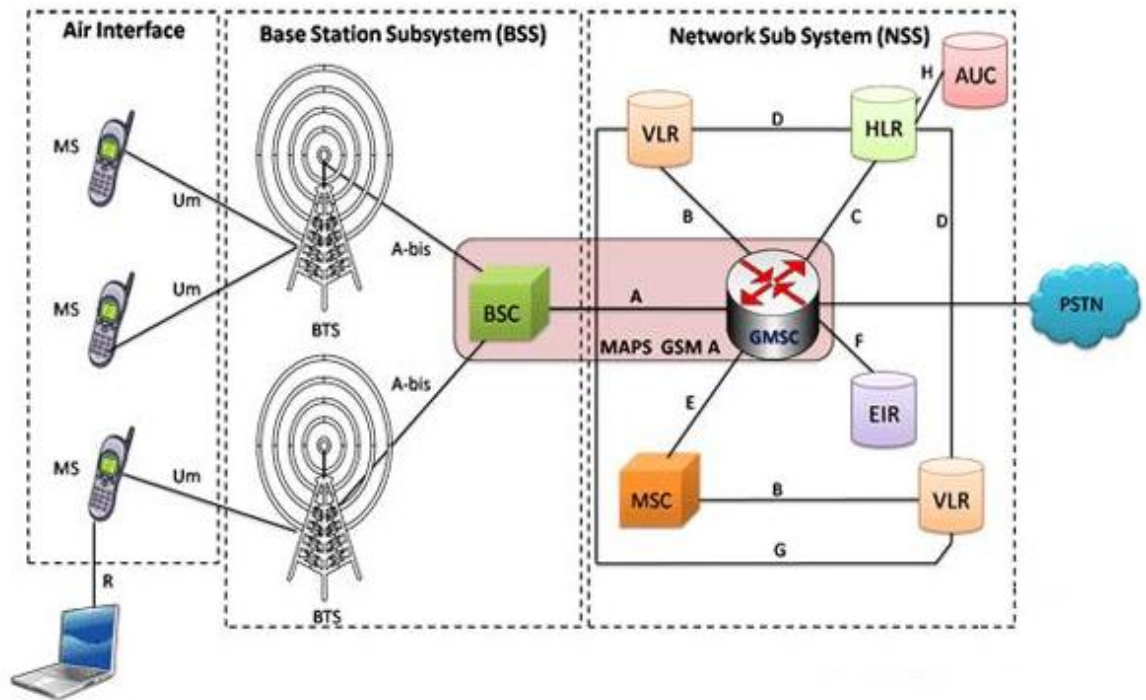 Air Interface
Base Station Subsystem (BSS)
Network Sub System (NSS)
H
AUC
MS
VLR
D
HLR
Um
B
C
D
A-bis
MS
Um
BSC
A
GMSC
PSTN
BTS
MAPS GSM A
F
A-bis
E
EIR
MS
Um
MSC
B
VLR
G
R
BTS